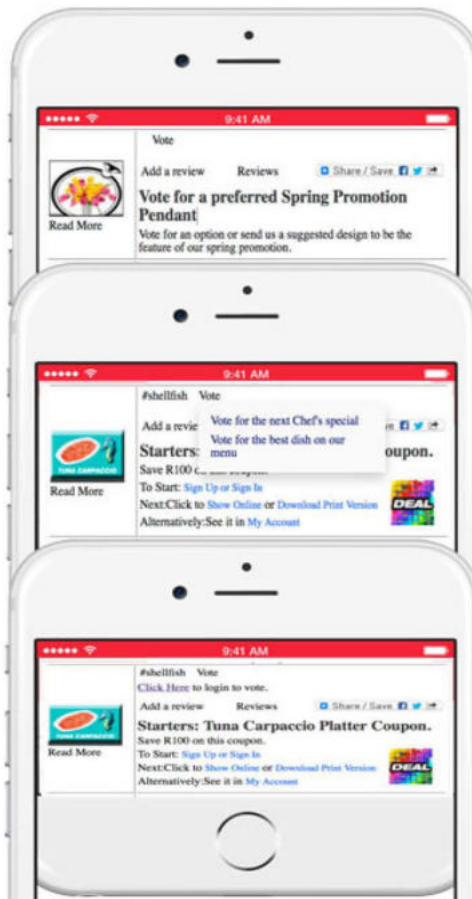 9:41 AM
Vote
Add a review Reviews Share / Save
Vote for a preferred Spring Promotion
Pendant
Read More
Vote for an option or send us a suggested design to be the
feature of our spring promotion.
9:41 AM
#shellfish Vote
Vote for the next Chef's special
Add a revie
Vote for the best dish on our
menu
Starters: oupon.
TUNA CARPACCIO
Save R100 on this coupon.
Read More
To Start: Sign Up or Sign In
Next:Click to Show Online or Download Print Version
DEAL
Alternatively:See it in My Account
9:41 AM
#shellfish Vote
Click Here to login to vote.
Add a review Reviews Share / Save
Starters: Tuna Carpaccio Platter Coupon.
TUNA CARPACCIO
Save R100 on this coupon.
Read More
To Start: Sign Up or Sign In
Next:Click to Show Online or Download Print Version
DEAL
Alternatively:See it in My Account